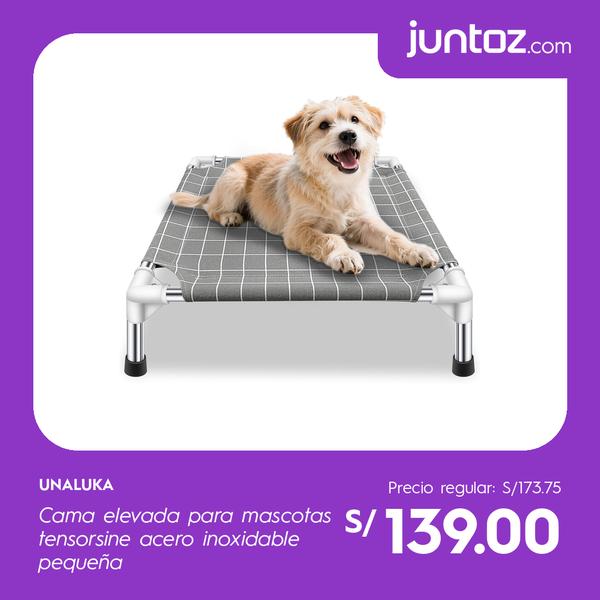 juntoz.com
UNALUKA
Cama elevada para mascotas
tensorsine acero inoxidable
pequeña
Precio regular: S/173.75
S/ 139.00